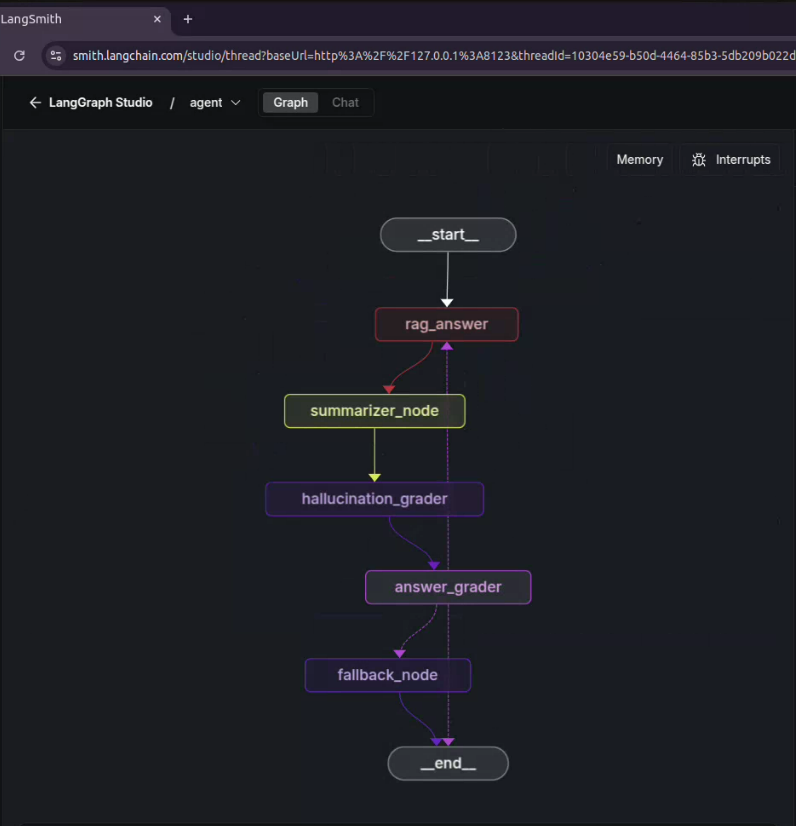 LangSmith
smith.langchain.com/studio/thread?baseUrl=http%3A%2F%2F127.0.0.1%3A8123&threadId=10304e59-b50d-4464-85b3-5db209b022d
LangGraph Studio / agent Graph Chat
Memory Interrupts
__start__
rag_answer
summarizer_node
hallucination_grader
answer_grader
fallback_node
__end__